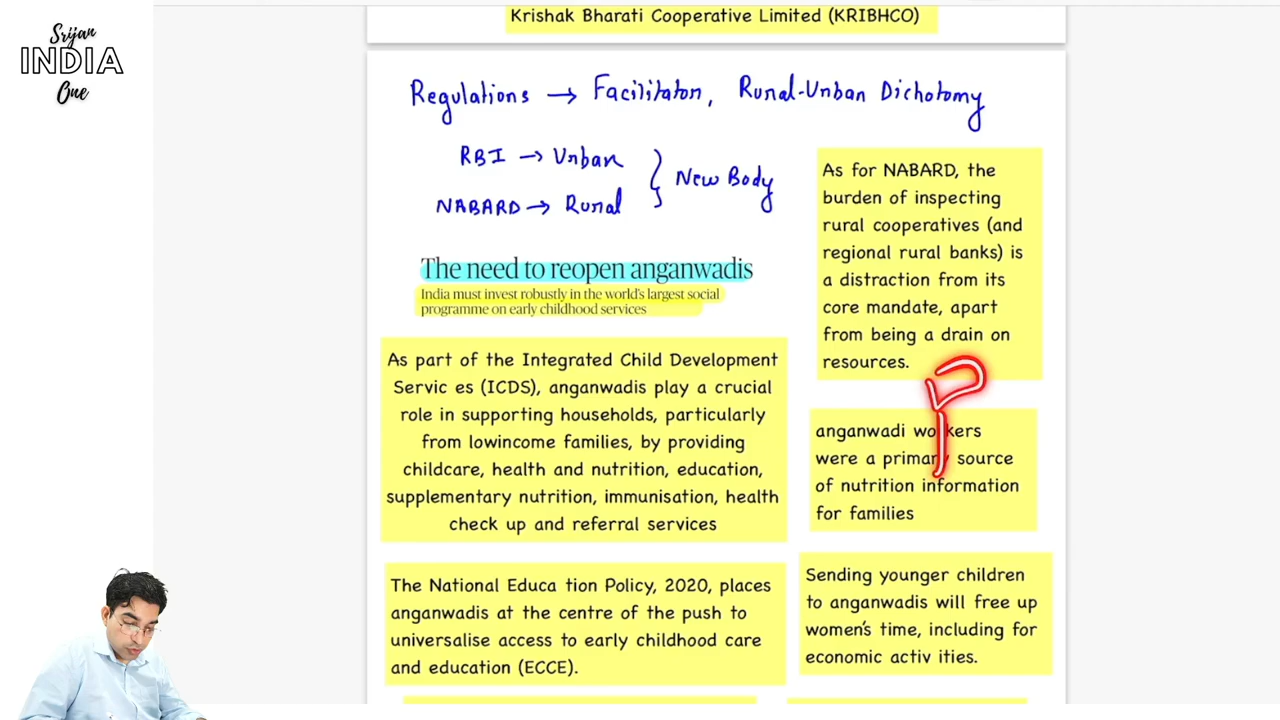 Srijan
INDIA
One
Krishak Bharati Cooperative Limited (KRIBHCO)
Regulations → Facilitator, Rural-Urban Dichotomy
RBI → Urban
NABARD → Rural
} New Body
As for NABARD, the
burden of inspecting
rural cooperatives (and
regional rural banks) is
a distraction from its
core mandate, apart
from being a drain on
resources.
The need to reopen anganwadis
India must invest robustly in the world's largest social
programme on early childhood services
As part of the Integrated Child Development
Servic es (ICDS), anganwadis play a crucial
role in supporting households, particularly
from lowincome families, by providing
childcare, health and nutrition, education,
supplementary nutrition, immunisation, health
check up and referral services
anganwadi workers
were a primary source
of nutrition information
for families
The National Educa tion Policy, 2020, places
anganwadis at the centre of the push to
universalise access to early childhood care
and education (ECCE).
Sending younger children
to anganwadis will free up
women's time, including for
economic activ ities.